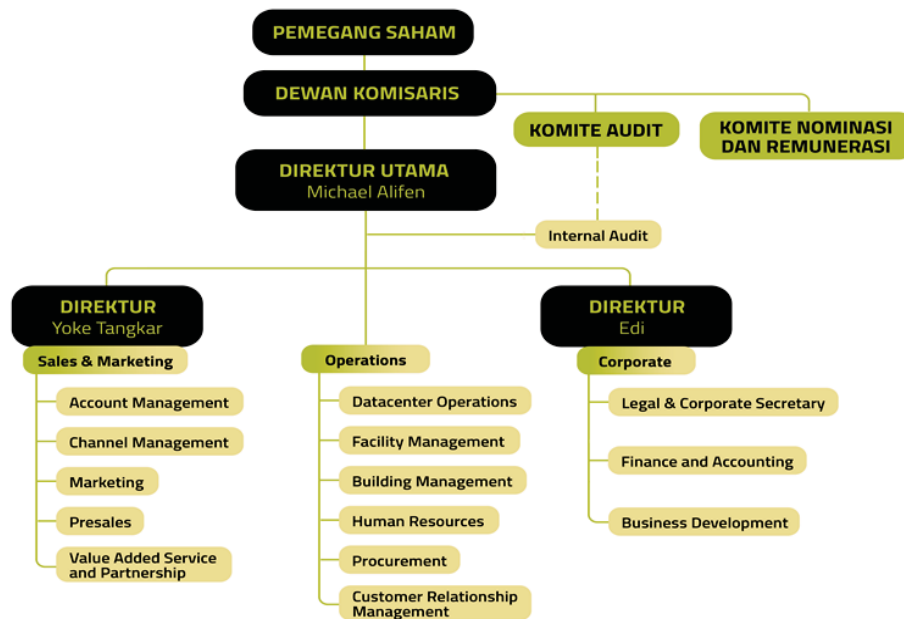 PEMEGANG SAHAM
DEWAN KOMISARIS
KOMITE AUDIT
KOMITE NOMINASI
DAN REMUNERASI
DIREKTUR UTAMA
Michael Alifen
Internal Audit
DIREKTUR
Yoke Tangkar
Sales & Marketing
Account Management
Channel Management
Marketing
Presales
Value Added Service
and Partnership
Operations
Datacenter Operations
Facility Management
Building Management
Human Resources
Procurement
Customer Relationship
Management
DIREKTUR
Edi
Corporate
Legal & Corporate Secretary
Finance and Accounting
Business Development